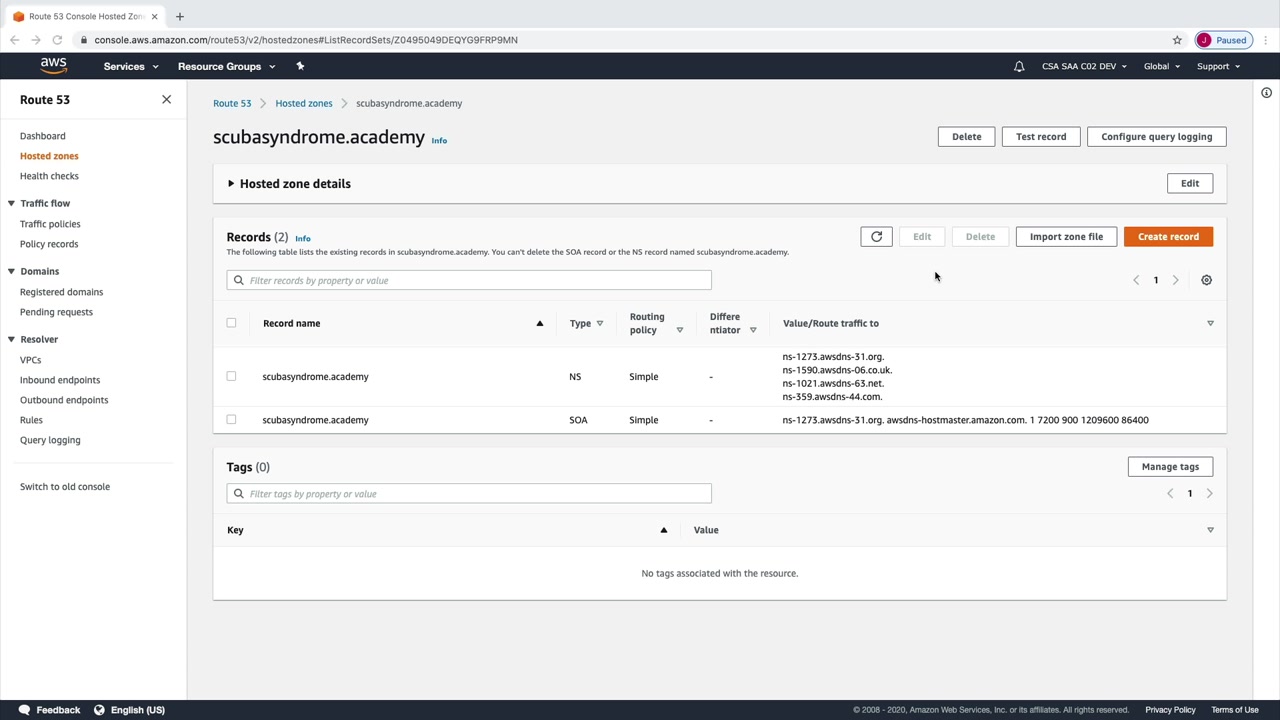 Route 53 Console Hosted Zon
console.aws.amazon.com/route53/v2/hostedzones#ListRecordSets/Z0495049DEQYG9FRP9MN
J Paused
aws Services Resource Groups CSA SAA C02 DEV Global Support
Route 53
Dashboard
Hosted zones
Health checks
Traffic flow
Traffic policies
Policy records
Domains
Registered domains
Pending requests
Resolver
VPCs
Inbound endpoints
Outbound endpoints
Rules
Query logging
Switch to old console
Route 53 Hosted zones scubasyndrome.academy
scubasyndrome.academy Info
Delete Test record Configure query logging
Hosted zone details Edit
Records (2) Info
The following table lists the existing records in scubasyndrome.academy. You can't delete the SOA record or the NS record named scubasyndrome.academy.
Edit Delete Import zone file Create record
Filter records by property or value
1
Record name Type Routing policy Differe ntiator Value/Route traffic to
scubasyndrome.academy NS Simple - ns-1273.awsdns-31.org.
ns-1590.awsdns-06.co.uk.
ns-1021.awsdns-63.net.
ns-359.awsdns-44.com.
scubasyndrome.academy SOA Simple - ns-1273.awsdns-31.org. awsdns-hostmaster.amazon.com. 1 7200 900 1209600 86400
Tags (0) Manage tags
Filter tags by property or value
1
Key Value
No tags associated with the resource.
Feedback English (US) © 2008 - 2020, Amazon Web Services, Inc. or its affiliates. All rights reserved. Privacy Policy Terms of Use